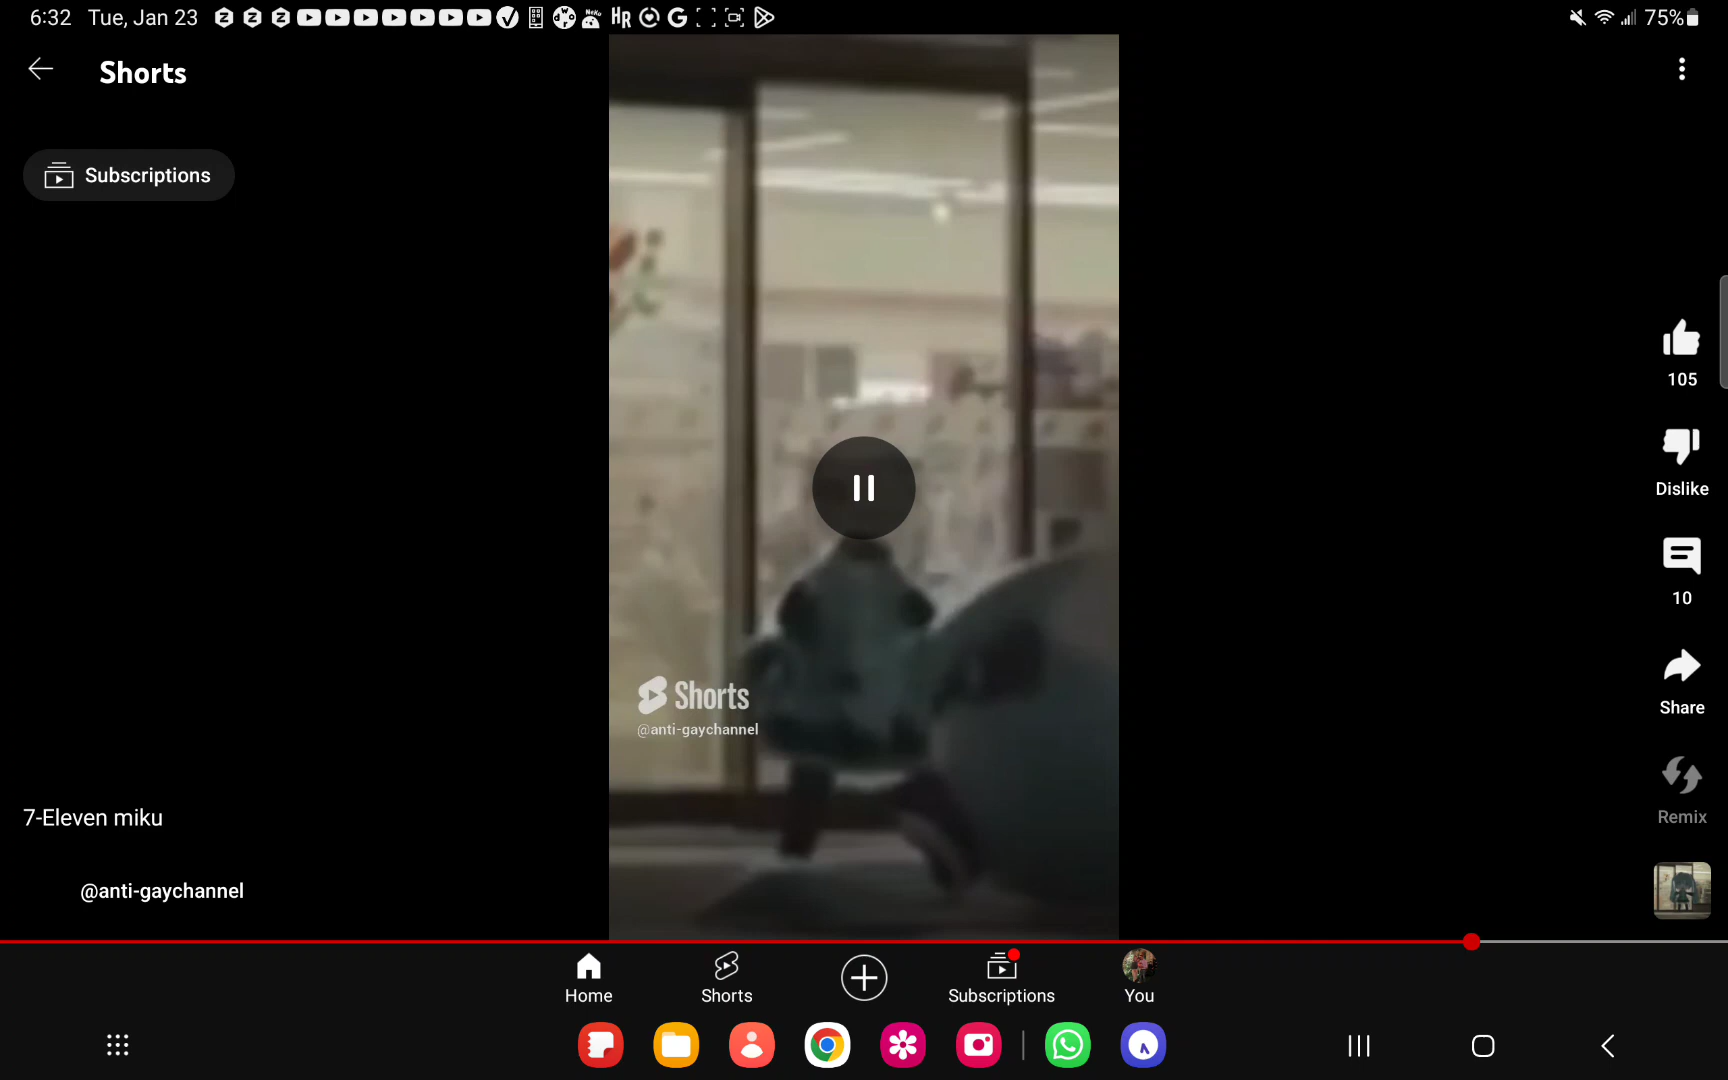 6:32 Tue, Jan 23
75%
Shorts
Subscriptions
105
Dislike
10
Share
Remix
Shorts
@anti-gaychannel
7-Eleven miku
@anti-gaychannel
Home
Shorts
Subscriptions
You